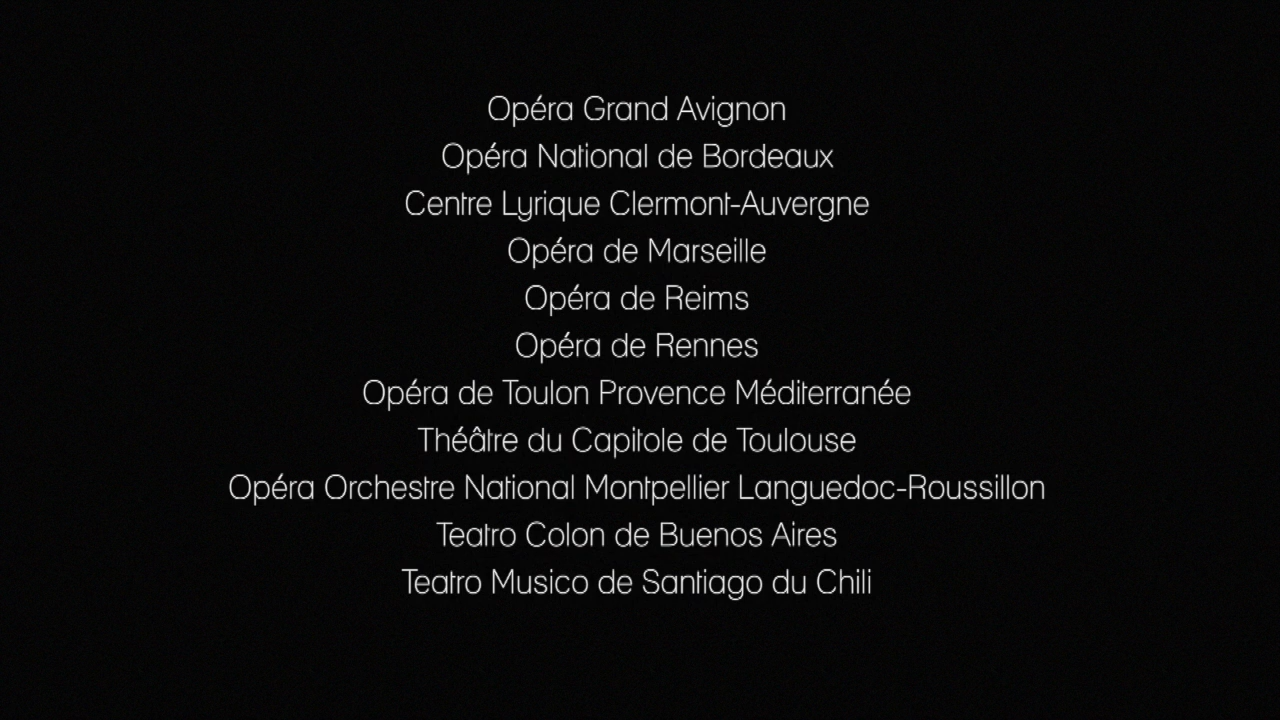 Opéra Grand Avignon
Opéra National de Bordeaux
Centre Lyrique Clermont-Auvergne
Opéra de Marseille
Opéra de Reims
Opéra de Rennes
Opéra de Toulon Provence Méditerranée
Théâtre du Capitole de Toulouse
Opéra Orchestre National Montpellier Languedoc-Roussillon
Teatro Colon de Buenos Aires
Teatro Musico de Santiago du Chili